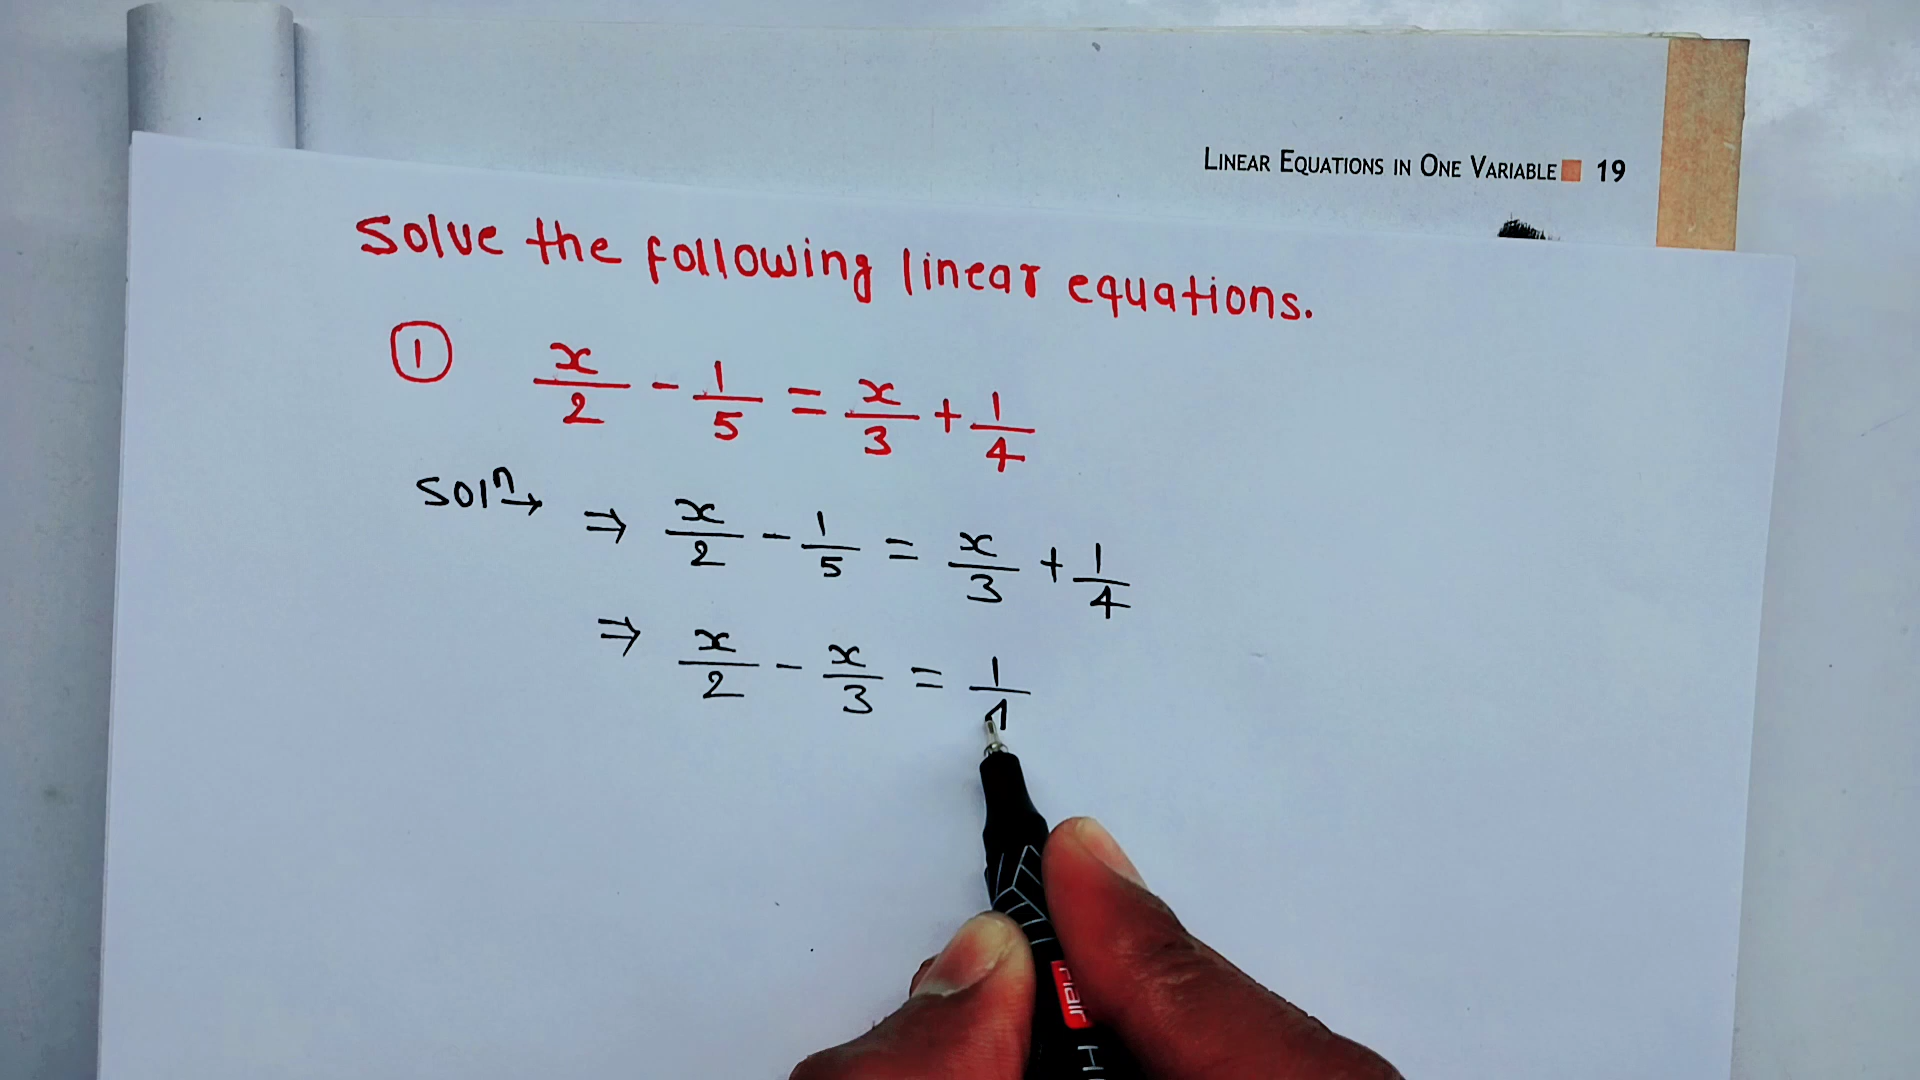 LINEAR EQUATIONS IN ONE VARIABLE 19
Solve the following linear equations.
① x/2 - 1/5 = x/3 + 1/4
Solⁿ→ ⇒ x/2 - 1/5 = x/3 + 1/4
⇒ x/2 - x/3 = 1/4
Flair
H